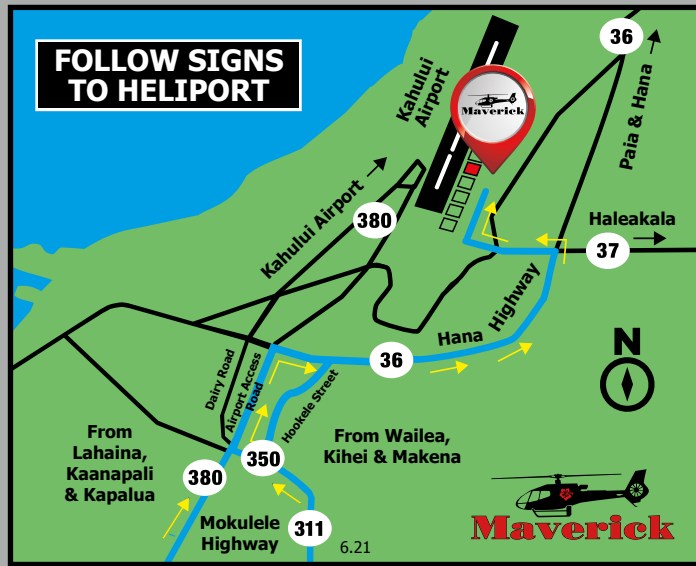 FOLLOW SIGNS
TO HELIPORT
36
Kahului
Airport
Maverick
Paia & Hana
Kahului Airport
380
Haleakala
37
Hana
Highway
N
36
Dairy Road
Airport Access
Road
Hookele Street
From
Lahaina,
Kaanapali
& Kapalua
From Wailea,
Kihei & Makena
380
350
311
Mokulele
Highway
6.21
Maverick